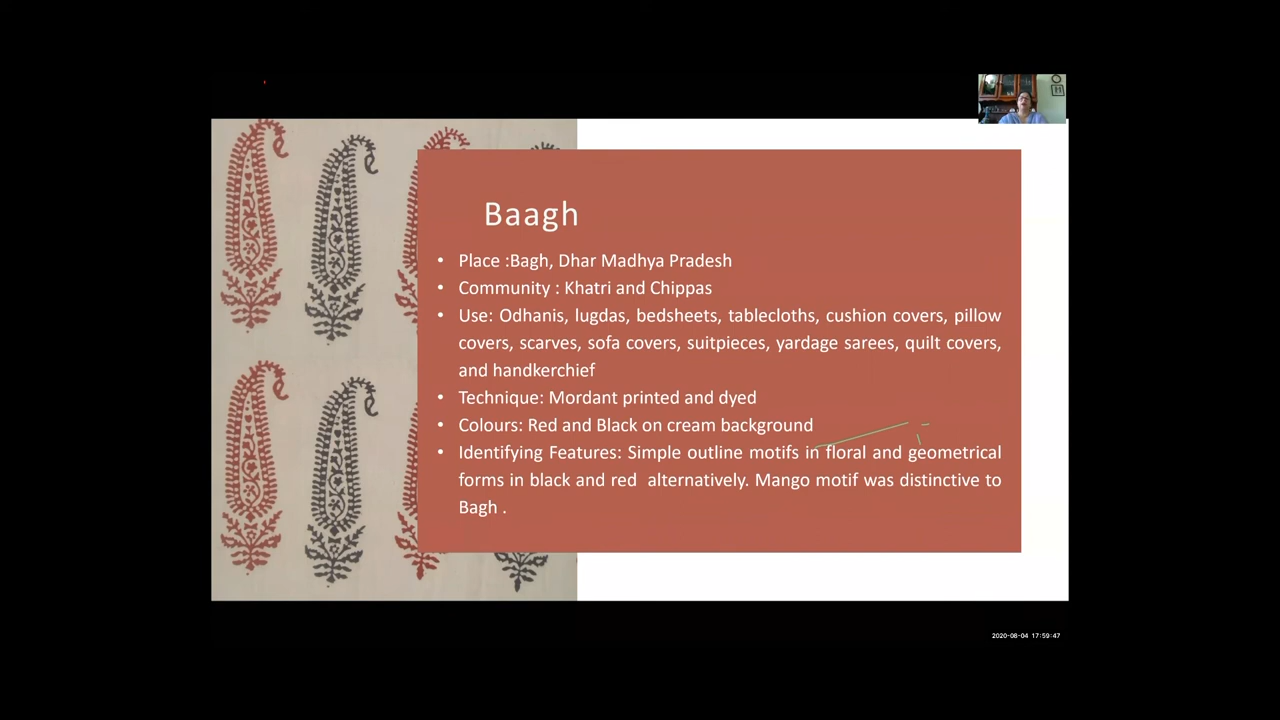 Baagh
• Place :Bagh, Dhar Madhya Pradesh
• Community : Khatri and Chippas
• Use: Odhanis, lugdas, bedsheets, tablecloths, cushion covers, pillow
covers, scarves, sofa covers, suitpieces, yardage sarees, quilt covers,
and handkerchief
• Technique: Mordant printed and dyed
• Colours: Red and Black on cream background
• Identifying Features: Simple outline motifs in floral and geometrical
forms in black and red  alternatively. Mango motif was distinctive to
Bagh .
2020-08-04 17:59:47